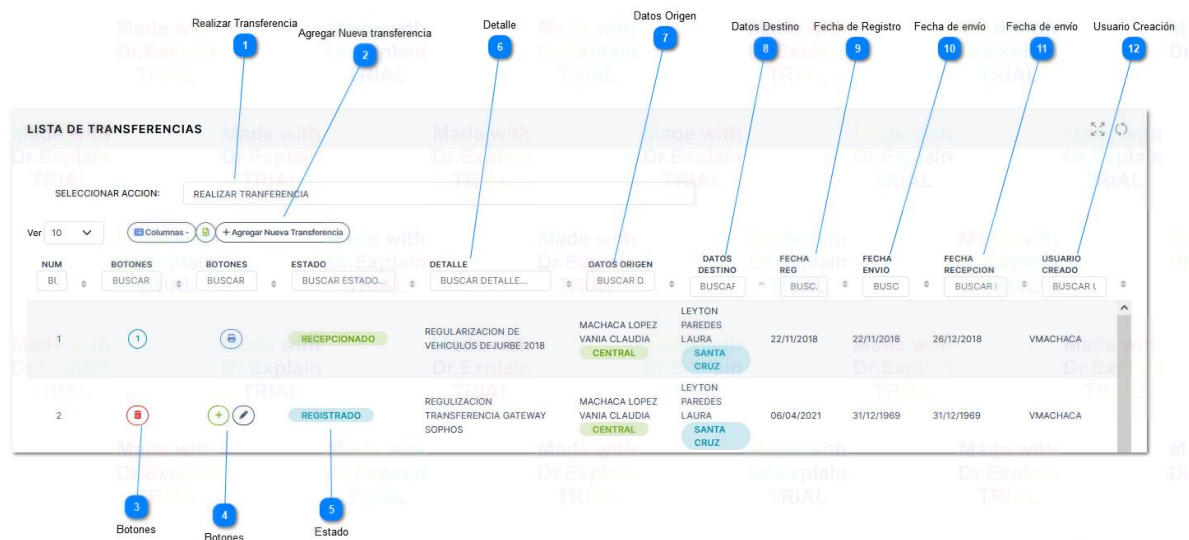 Realizar Transferencia
Agregar Nueva transferencia
Detalle
Datos Origen
Datos Destino
Fecha de Registro
Fecha de envío
Fecha de envío
Usuario Creación
1
2
6
7
8
9
10
11
12
LISTA DE TRANSFERENCIAS
SELECCIONAR ACCION:
REALIZAR TRANFERENCIA
Ver 10
Columnas -
+ Agregar Nueva Transferencia
NUM
BOTONES
BOTONES
ESTADO
DETALLE
DATOS ORIGEN
DATOS
DESTINO
FECHA
REG
FECHA
ENVIO
FECHA
RECEPCION
USUARIO
CREADO
BUSCAR
BUSCAR
BUSCAR ESTADO...
BUSCAR DETALLE...
BUSCAR D.
BUSCAR
BUSC.
BUSC
BUSCAR I
BUSCAR U
1
1
RECEPCIONADO
REGULARIZACION DE
VEHICULOS DEJURBE 2018
MACHACA LOPEZ
VANIA CLAUDIA
CENTRAL
LEYTON
PAREDES
LAURA
SANTA
CRUZ
22/11/2018
22/11/2018
26/12/2018
VMACHACA
2
REGISTRADO
REGULIZACION
TRANSFERENCIA GATEWAY
SOPHOS
MACHACA LOPEZ
VANIA CLAUDIA
CENTRAL
LEYTON
PAREDES
LAURA
SANTA
CRUZ
06/04/2021
31/12/1969
31/12/1969
VMACHACA
3
4
5
Botones
Botones
Estado
Made with
Dr.Explain
TRIAL